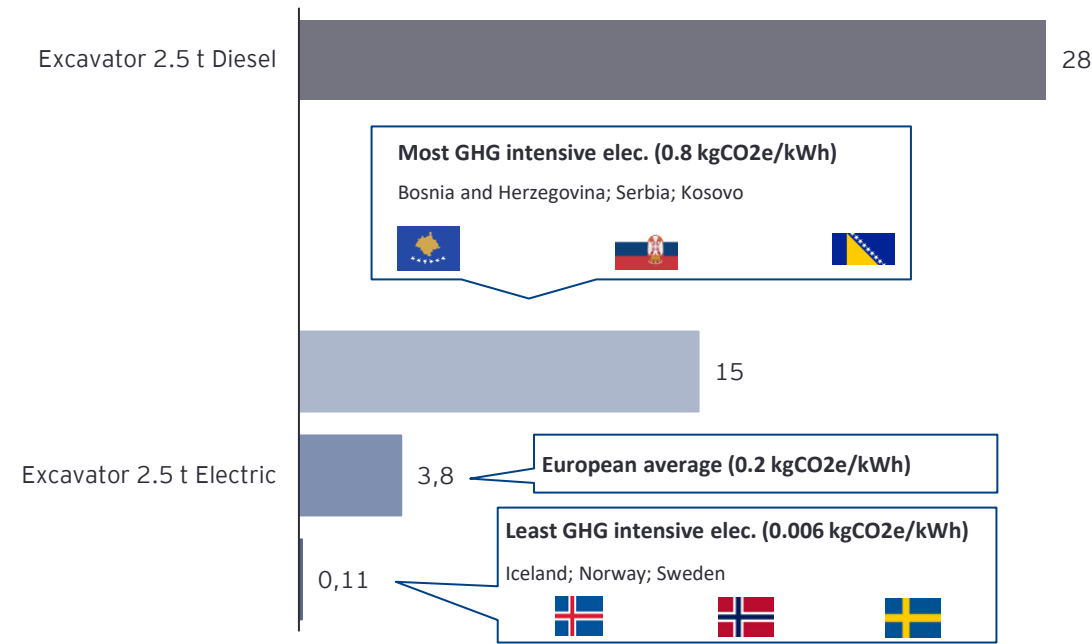 Excavator 2.5 t Diesel
28
Most GHG intensive elec. (0.8 kgCO2e/kWh)
Bosnia and Herzegovina; Serbia; Kosovo
15
Excavator 2.5 t Electric
3,8
European average (0.2 kgCO2e/kWh)
Least GHG intensive elec. (0.006 kgCO2e/kWh)
0,11
Iceland; Norway; Sweden